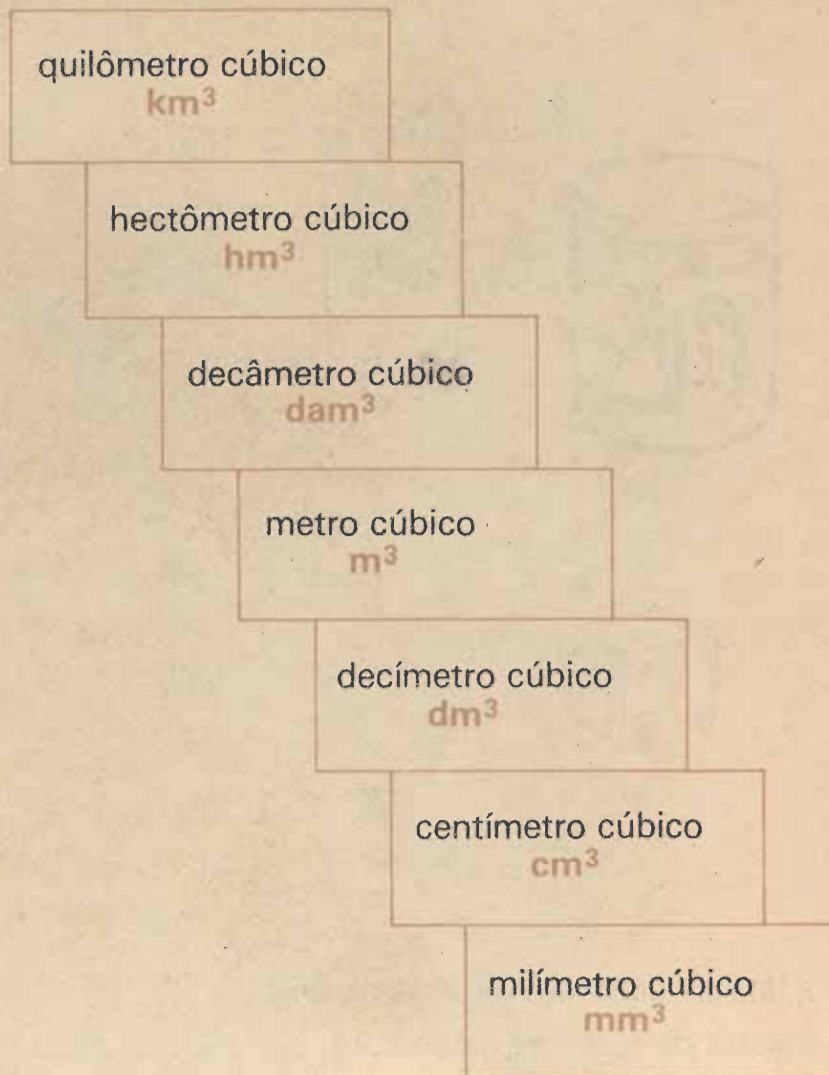 quilômetro cúbico
km³
hectômetro cúbico
hm³
decâmetro cúbico
dam³
metro cúbico
m³
decímetro cúbico
dm³
centímetro cúbico
cm³
milímetro cúbico
mm³